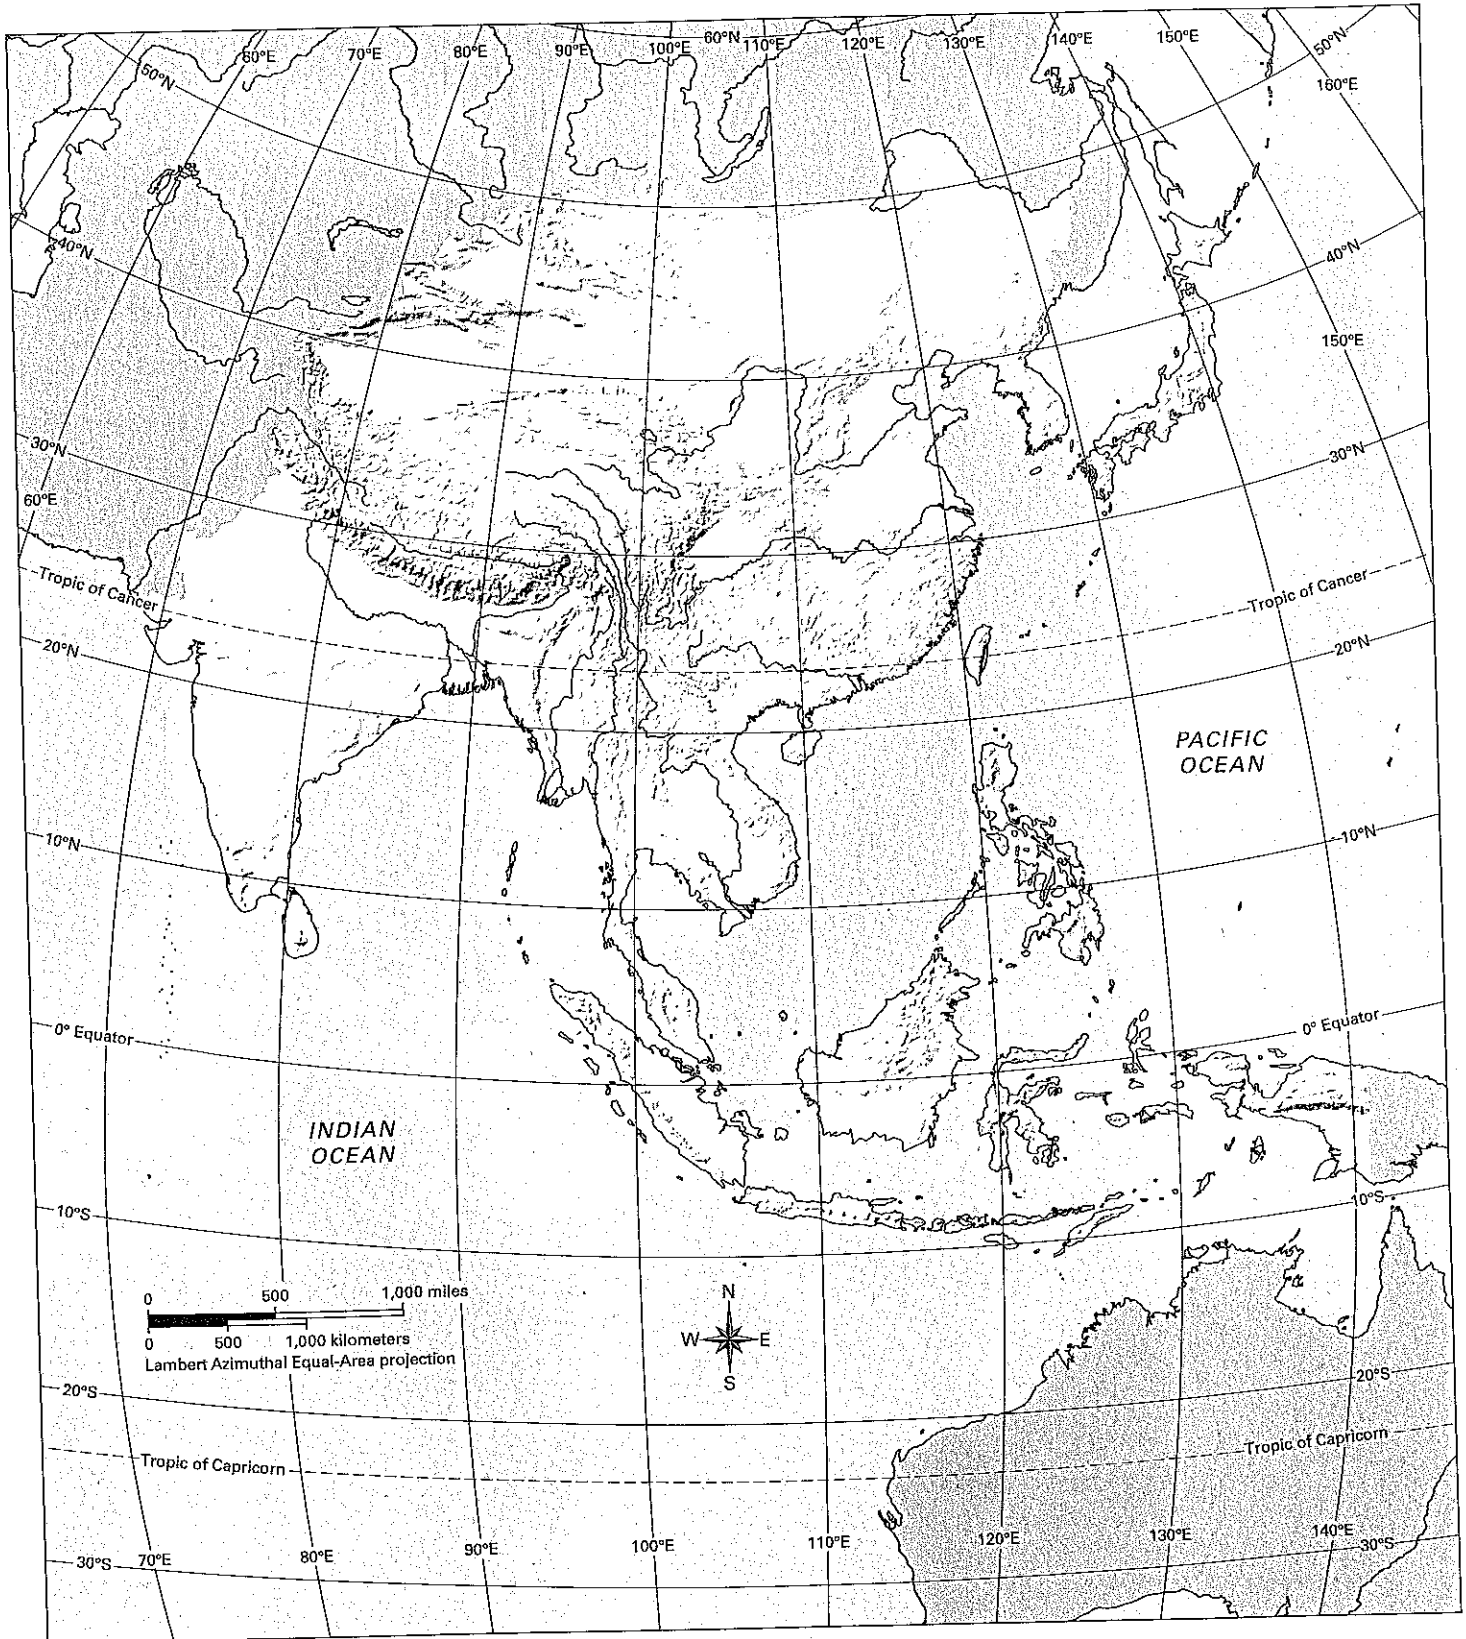 60°N
60°E
70°E
80°E
90°E
100°E
110°E
120°E
130°E
140°E
150°E
50°N
50°N
160°E
40°N
40°N
150°E
30°N
30°N
60°E
Tropic of Cancer
Tropic of Cancer
20°N
20°N
PACIFIC
OCEAN
10°N
10°N
0° Equator
0° Equator
INDIAN
OCEAN
10°S
10°S
0 500 1,000 miles
0 500 1,000 kilometers
Lambert Azimuthal Equal-Area projection
N
W E
S
20°S
20°S
Tropic of Capricorn
Tropic of Capricorn
30°S
70°E
80°E
90°E
100°E
110°E
120°E
130°E
140°E
30°S